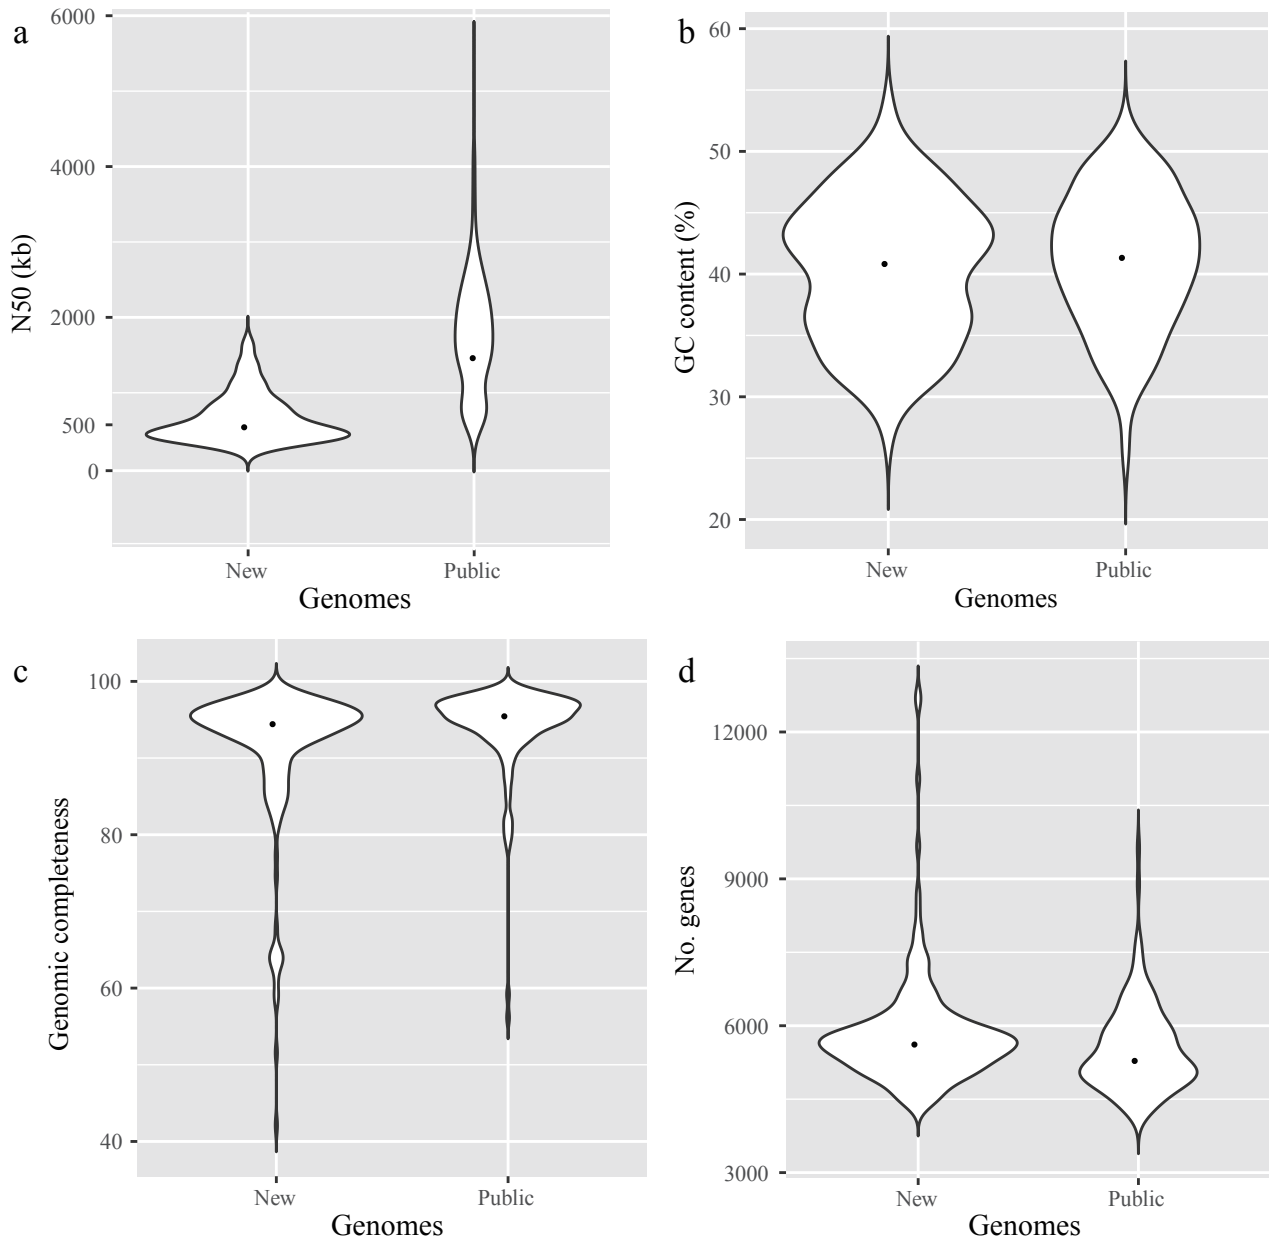 a
6000
4000
2000
500
0
N50 (kb)
New
Public
Genomes
b
60
50
40
30
20
GC content (%)
New
Public
Genomes
c
100
80
60
40
Genomic completeness
New
Public
Genomes
d
12000
9000
6000
3000
No. genes
New
Public
Genomes